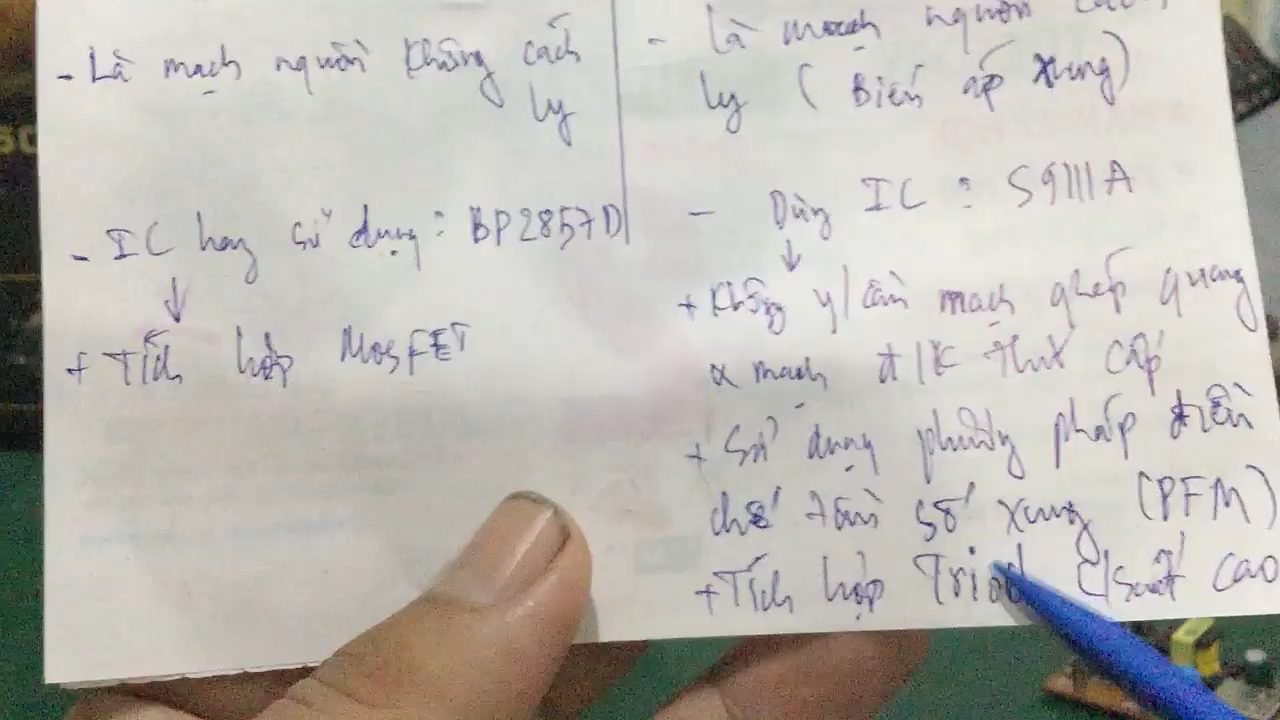 - Là mạch nguồn không cách
ly
- IC hay sử dụng: BP2857D
↓
+ Tích hợp MOSFET
- là mạch nguồn
ly (Biến áp xung)
- Dùng IC: S9111A
↓
+ Không y/cầu mạch ghép quang
& mạch đ/k thứ cấp
+ Sử dụng phương pháp điều
chế tần số xung (PFM)
+ Tích hợp Triod C/suất cao